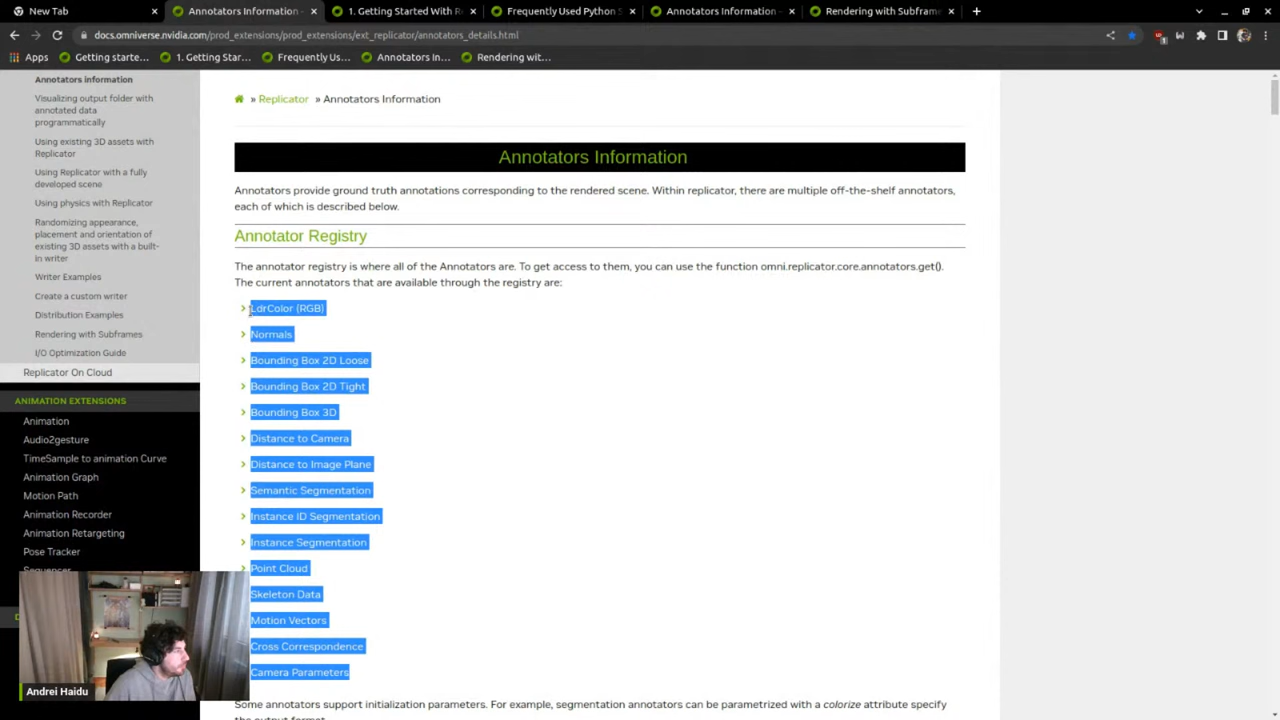 New Tab
Annotators Information -
1. Getting Started With R
Frequently Used Python S
Annotators Information -
Rendering with Subfram
docs.omniverse.nvidia.com/prod_extensions/prod_extensions/ext_replicator/annotators_details.html
Apps
Getting starte...
1. Getting Star...
Frequently Us...
Annotators In...
Rendering wit...
Annotators information
Visualizing output folder with
annotated data
programmatically
Using existing 3D assets with
Replicator
Using Replicator with a fully
developed scene
Using physics with Replicator
Randomizing appearance,
placement and orientation of
existing 3D assets with a built-
in writer
Writer Examples
Create a custom writer
Distribution Examples
Rendering with Subframes
I/O Optimization Guide
Replicator On Cloud
ANIMATION EXTENSIONS
Animation
Audio2gesture
TimeSample to animation Curve
Animation Graph
Motion Path
Animation Recorder
Animation Retargeting
Pose Tracker
Sequencer
Andrei Haidu
» Replicator » Annotators Information
Annotators Information
Annotators provide ground truth annotations corresponding to the rendered scene. Within replicator, there are multiple off-the-shelf annotators,
each of which is described below.
Annotator Registry
The annotator registry is where all of the Annotators are. To get access to them, you can use the function omni.replicator.core.annotators.get().
The current annotators that are available through the registry are:
LdrColor (RGB)
Normals
Bounding Box 2D Loose
Bounding Box 2D Tight
Bounding Box 3D
Distance to Camera
Distance to Image Plane
Semantic Segmentation
Instance ID Segmentation
Instance Segmentation
Point Cloud
Skeleton Data
Motion Vectors
Cross Correspondence
Camera Parameters
Some annotators support initialization parameters. For example, segmentation annotators can be parametrized with a colorize attribute specify
the output format.